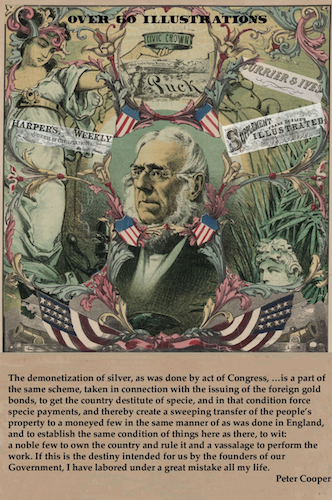 OVER 60 ILLUSTRATIONS
CIVIC CROWN
Puck
CURRIER & IVES
HARPER'S WEEKLY
SUPPLEMENT FRANK LESLIE'S
ILLUSTRATED
The demonetization of silver, as was done by act of Congress, ...is a part of
the same scheme, taken in connection with the issuing of the foreign gold
bonds, to get the country destitute of specie, and in that condition force
specie payments, and thereby create a sweeping transfer of the people's
property to a moneyed few in the same manner of as was done in England,
and to establish the same condition of things here as there, to wit:
a noble few to own the country and rule it and a vassalage to perform the
work. If this is the destiny intended for us by the founders of our
Government, I have labored under a great mistake all my life.
Peter Cooper